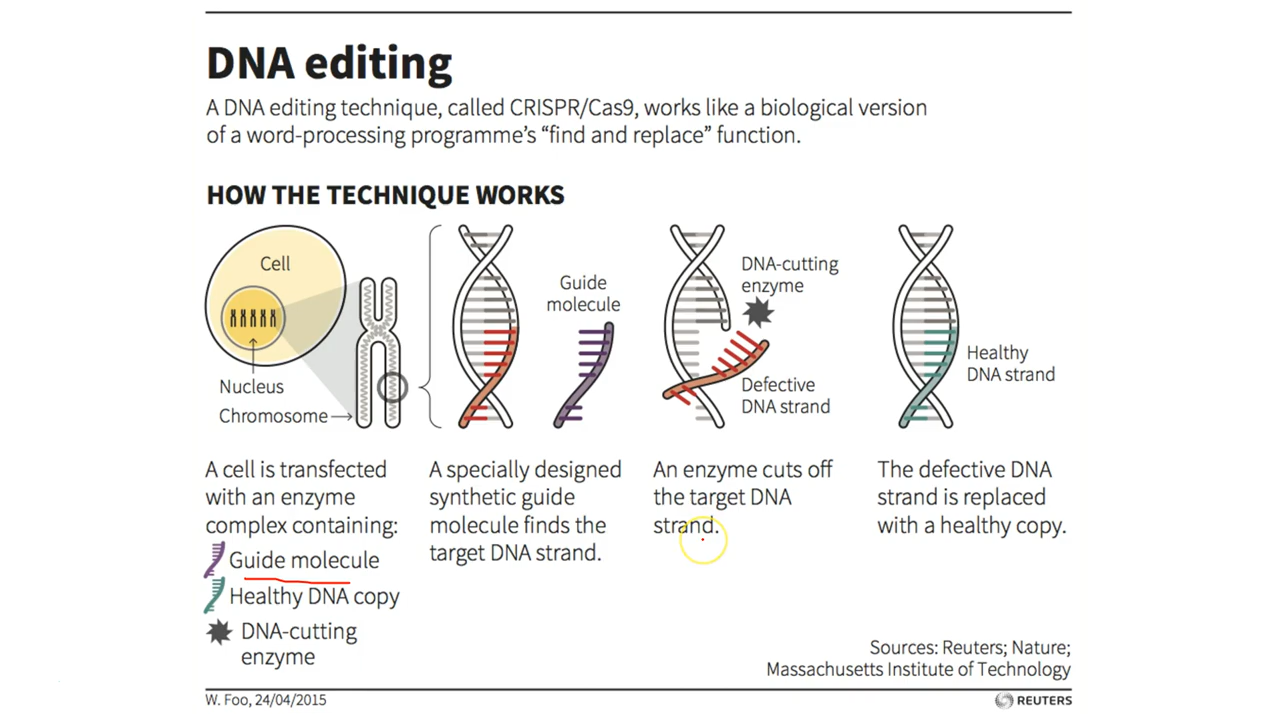 DNA editing
A DNA editing technique, called CRISPR/Cas9, works like a biological version
of a word-processing programme's “find and replace” function.
HOW THE TECHNIQUE WORKS
Cell
Nucleus
Chromosome
Guide
molecule
DNA-cutting
enzyme
Defective
DNA strand
Healthy
DNA strand
A cell is transfected
with an enzyme
complex containing:
Guide molecule
Healthy DNA copy
DNA-cutting
enzyme
A specially designed
synthetic guide
molecule finds the
target DNA strand.
An enzyme cuts off
the target DNA
strand.
The defective DNA
strand is replaced
with a healthy copy.
Sources: Reuters; Nature;
Massachusetts Institute of Technology
W. Foo, 24/04/2015
REUTERS